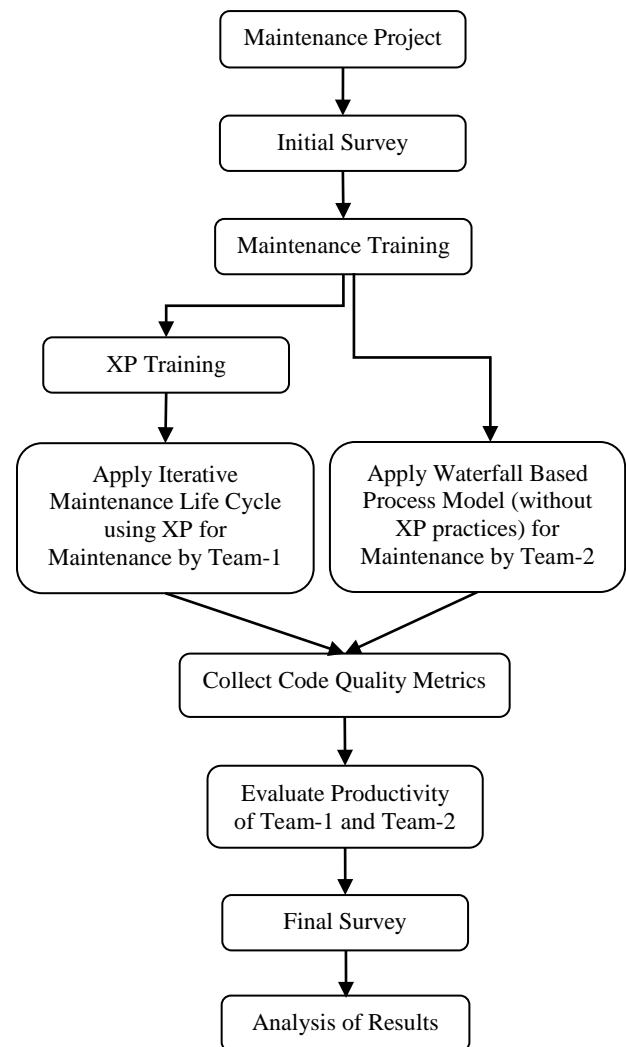 Maintenance Project
Initial Survey
Maintenance Training
XP Training
Apply Iterative
Maintenance Life Cycle
using XP for
Maintenance by Team-1
Apply Waterfall Based
Process Model (without
XP practices) for
Maintenance by Team-2
Collect Code Quality Metrics
Evaluate Productivity
of Team-1 and Team-2
Final Survey
Analysis of Results